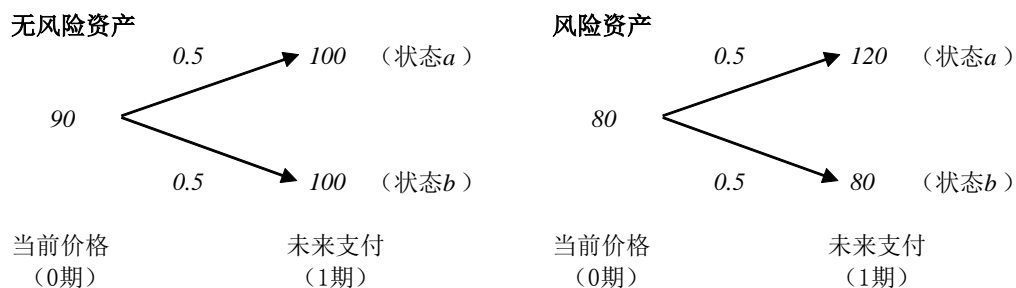 无风险资产
0.5 100 （状态a）
90
0.5 100 （状态b）
当前价格 未来支付
（0期） （1期）
风险资产
0.5 120 （状态a）
80
0.5 80 （状态b）
当前价格 未来支付
（0期） （1期）